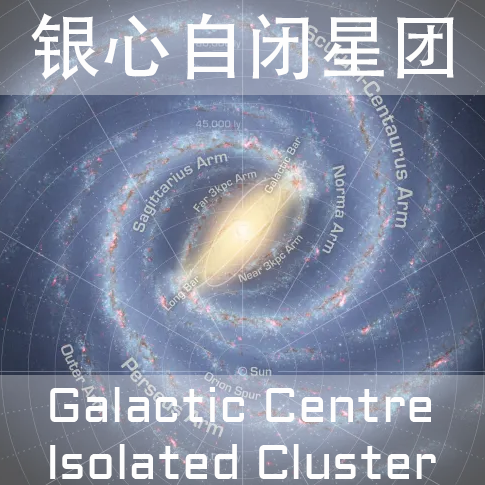 银心自闭星团
Scutum-Centaurus Arm
45,000 ly
Sagittarius Arm
Far 3kpc Arm
Galactic Bar
Norma Arm
Near 3kpc Arm
Long Bar
Sun
Outer Arm
Perseus Arm
Orion Spur
Galactic Centre
Isolated Cluster